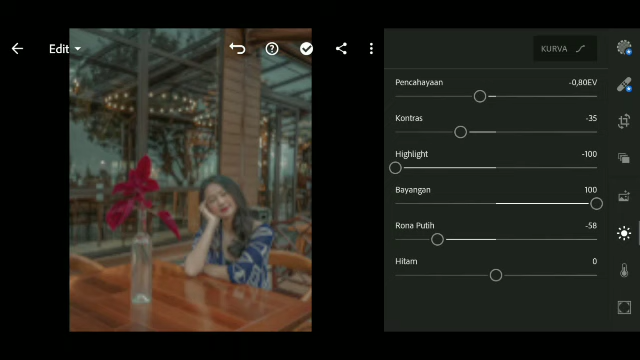 Edit
KURVA
Pencahayaan -0,80EV
Kontras -35
Highlight -100
Bayangan 100
Rona Putih -58
Hitam 0